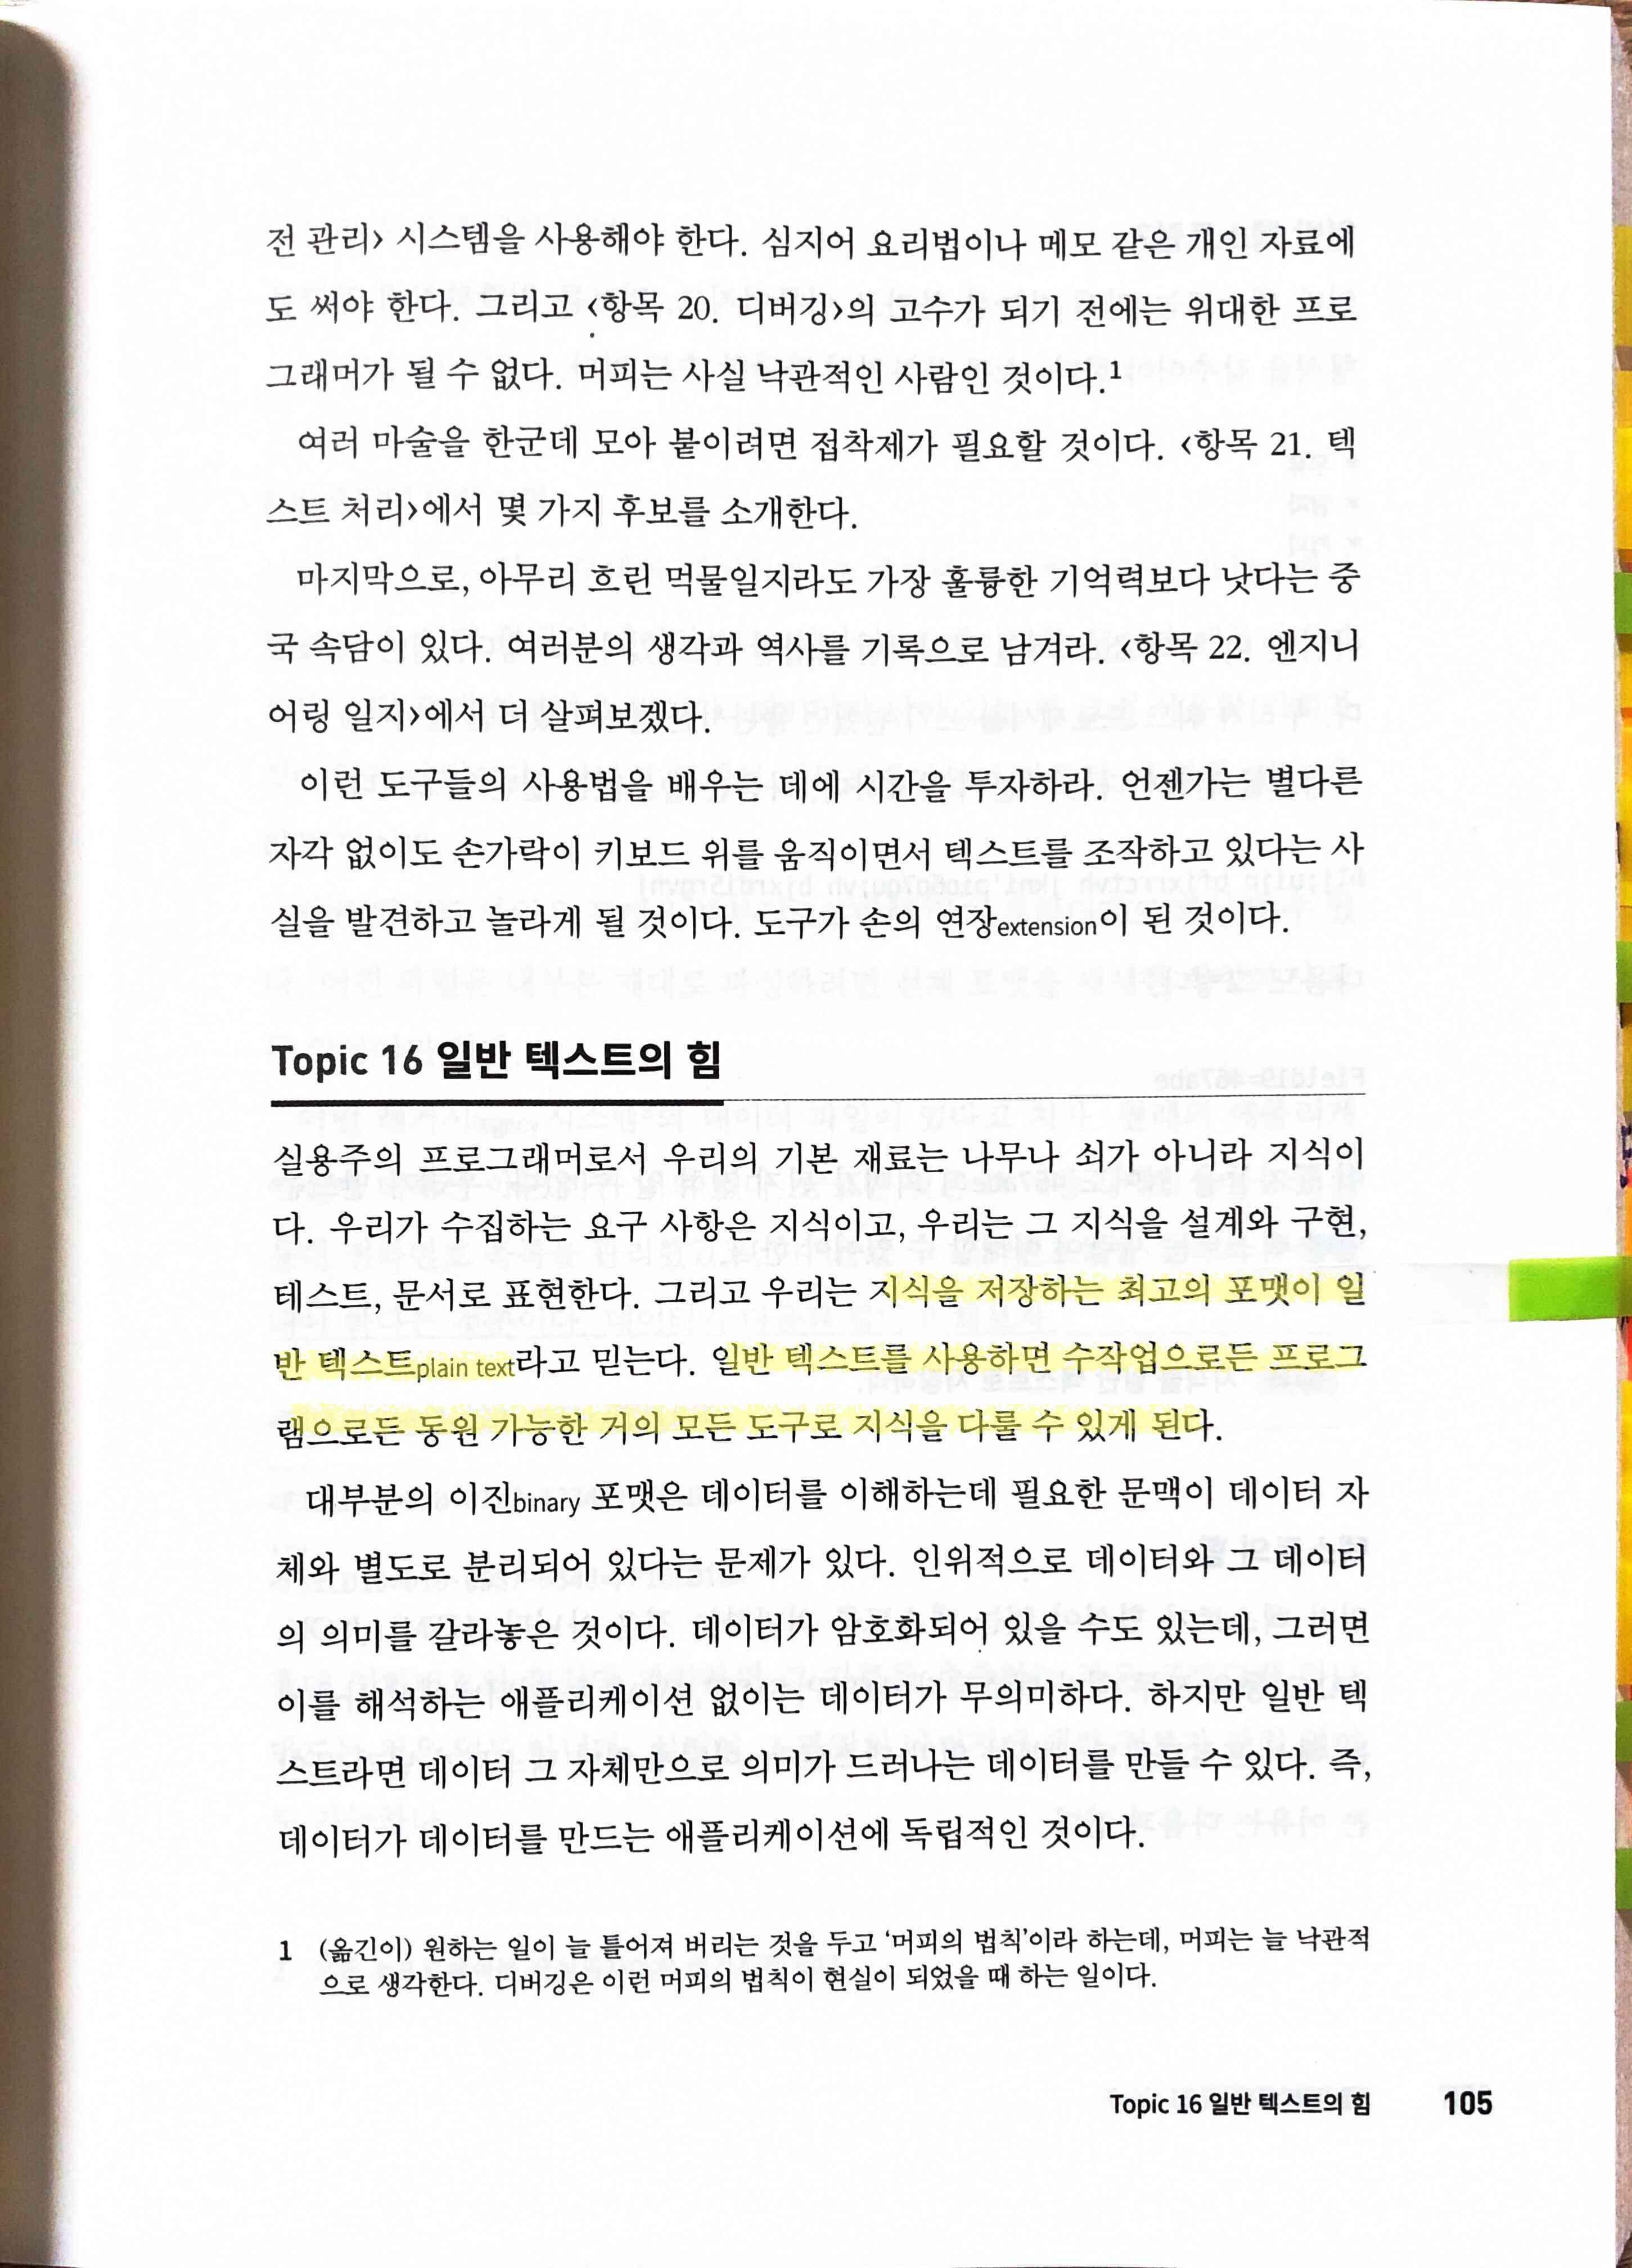 전 관리> 시스템을 사용해야 한다. 심지어 요리법이나 메모 같은 개인 자료에
도 써야 한다. 그리고 <항목 20. 디버깅>의 고수가 되기 전에는 위대한 프로
그래머가 될 수 없다. 머피는 사실 낙관적인 사람인 것이다.1
여러 마술을 한군데 모아 붙이려면 접착제가 필요할 것이다. <항목 21. 텍
스트 처리>에서 몇 가지 후보를 소개한다.
마지막으로, 아무리 흐린 먹물일지라도 가장 훌륭한 기억력보다 낫다는 중
국 속담이 있다. 여러분의 생각과 역사를 기록으로 남겨라. <항목 22. 엔지니
어링 일지>에서 더 살펴보겠다.
이런 도구들의 사용법을 배우는 데에 시간을 투자하라. 언젠가는 별다른
자각 없이도 손가락이 키보드 위를 움직이면서 텍스트를 조작하고 있다는 사
실을 발견하고 놀라게 될 것이다. 도구가 손의 연장extension이 된 것이다.
Topic 16 일반 텍스트의 힘
실용주의 프로그래머로서 우리의 기본 재료는 나무나 쇠가 아니라 지식이
다. 우리가 수집하는 요구 사항은 지식이고, 우리는 그 지식을 설계와 구현,
테스트, 문서로 표현한다. 그리고 우리는 지식을 저장하는 최고의 포맷이 일
반 텍스트plain text라고 믿는다. 일반 텍스트를 사용하면 수작업으로든 프로그
램으로든 동원 가능한 거의 모든 도구로 지식을 다룰 수 있게 된다.
대부분의 이진binary 포맷은 데이터를 이해하는데 필요한 문맥이 데이터 자
체와 별도로 분리되어 있다는 문제가 있다. 인위적으로 데이터와 그 데이터
의 의미를 갈라놓은 것이다. 데이터가 암호화되어 있을 수도 있는데, 그러면
이를 해석하는 애플리케이션 없이는 데이터가 무의미하다. 하지만 일반 텍
스트라면 데이터 그 자체만으로 의미가 드러나는 데이터를 만들 수 있다. 즉,
데이터가 데이터를 만드는 애플리케이션에 독립적인 것이다.
1 (옮긴이) 원하는 일이 늘 틀어져 버리는 것을 두고 '머피의 법칙'이라 하는데, 머피는 늘 낙관적
으로 생각한다. 디버깅은 이런 머피의 법칙이 현실이 되었을 때 하는 일이다.
Topic 16 일반 텍스트의 힘 105